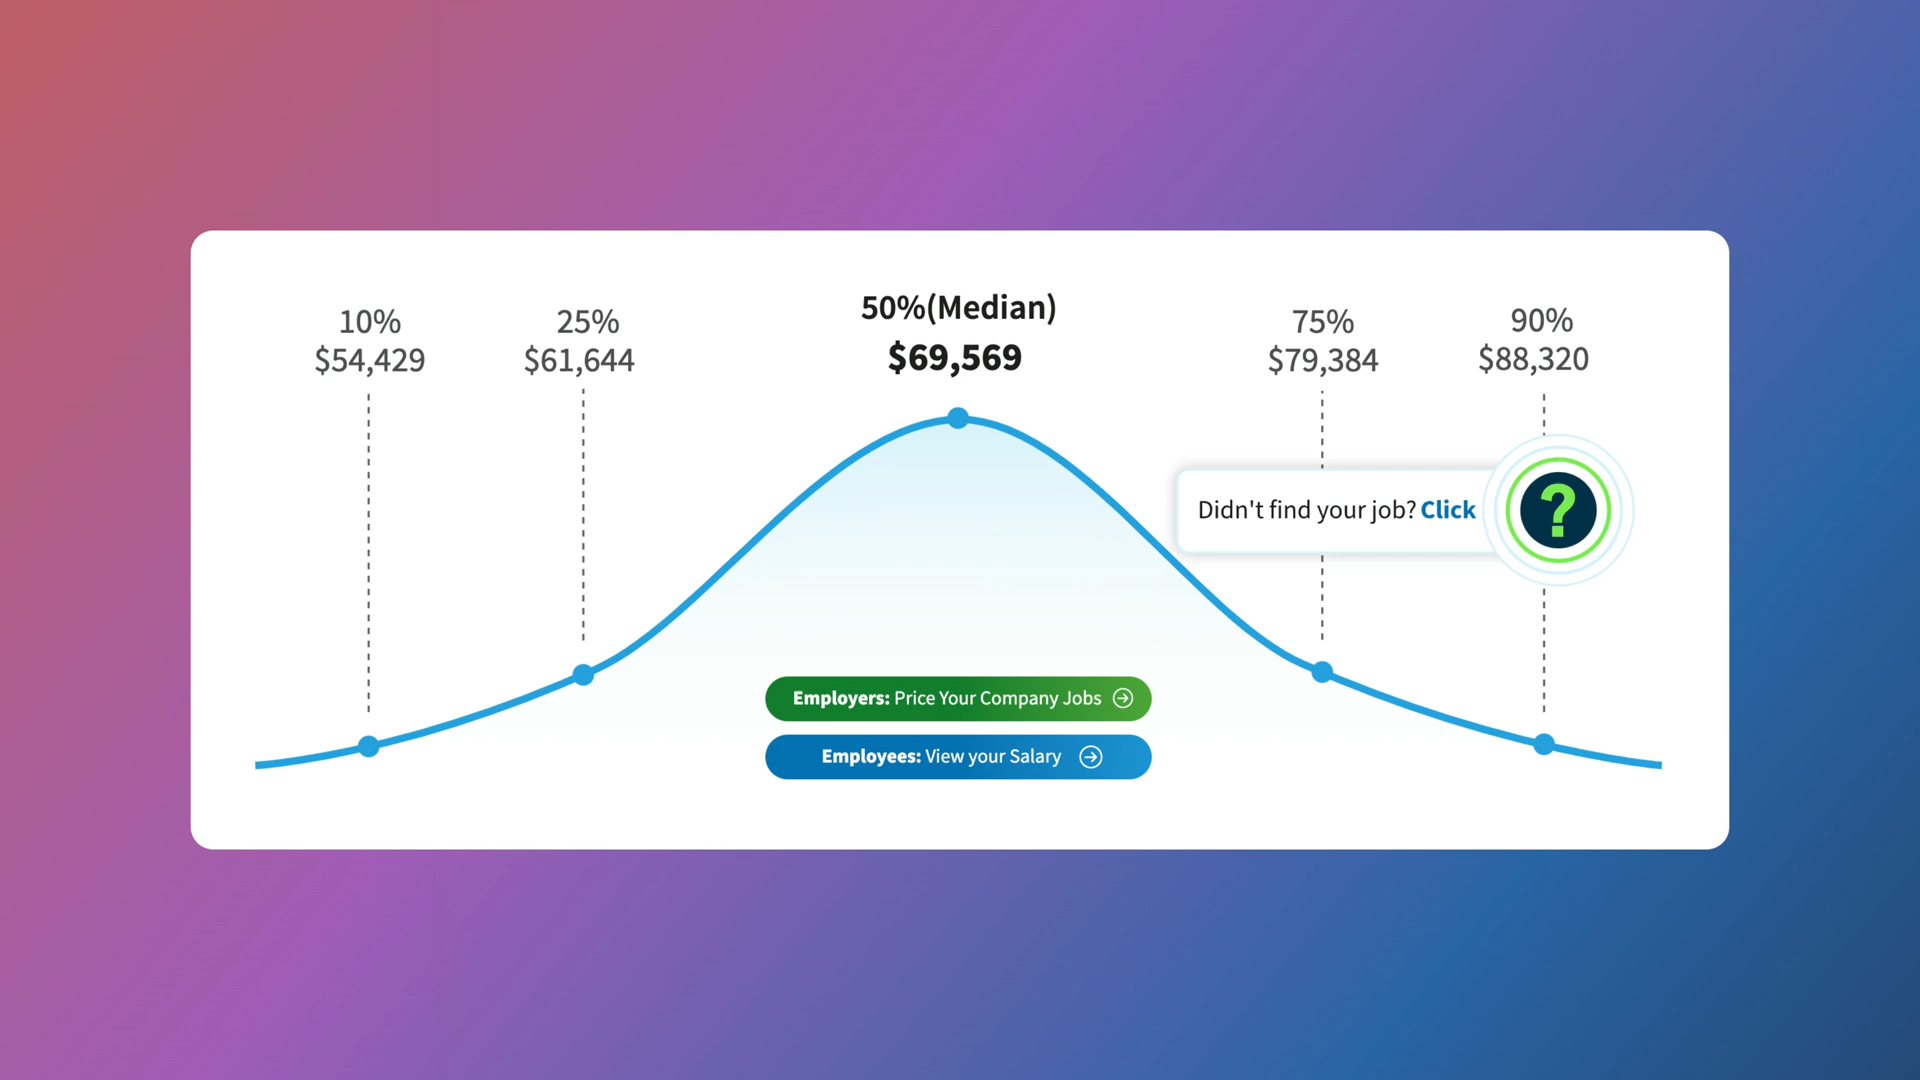 10%
$54,429
25%
$61,644
50%(Median)
$69,569
75%
$79,384
90%
$88,320
Didn't find your job? Click
?
Employers: Price Your Company Jobs
Employees: View your Salary